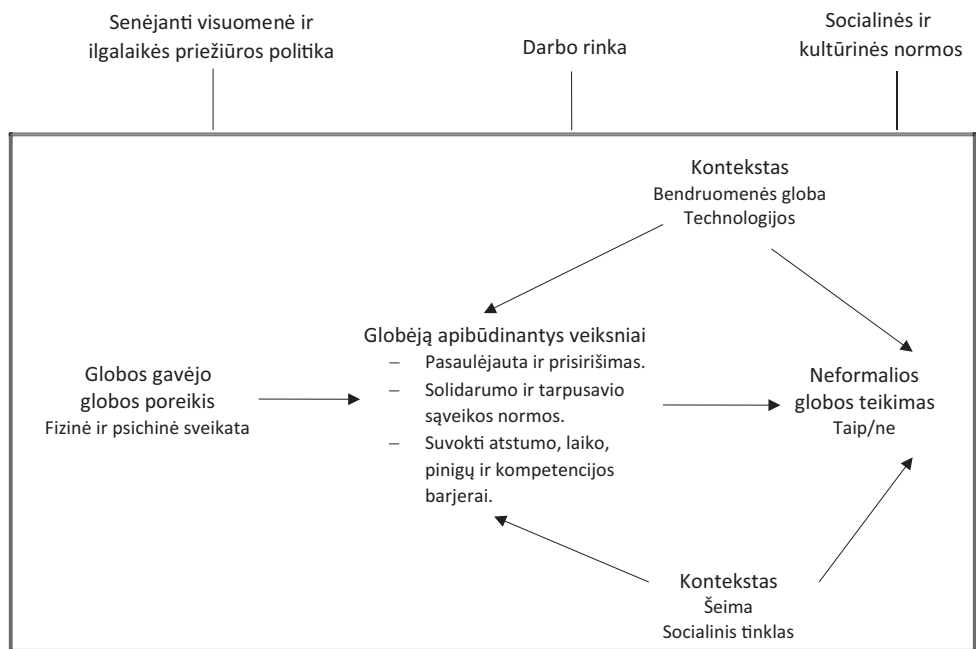 Senėjanti visuomenė ir
ilgalaikės priežiūros politika
Darbo rinka
Socialinės ir
kultūrinės normos
Kontekstas
Bendruomenės globa
Technologijos
Globos gavėjo
globos poreikis
Fizinė ir psichinė sveikata
Globėją apibūdinantys veiksniai
– Pasaulėjauta ir prisirišimas.
– Solidarumo ir tarpusavio
sąveikos normos.
– Suvokti atstumo, laiko,
pinigų ir kompetencijos
barjerai.
Neformalios
globos teikimas
Taip/ne
Kontekstas
Šeima
Socialinis tinklas